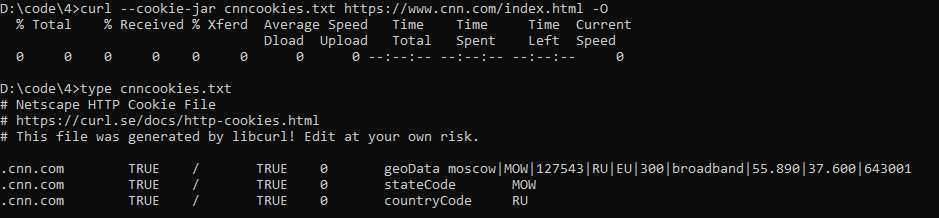 D:\code\4>curl --cookie-jar cnncookies.txt https://www.cnn.com/index.html -O
  % Total    % Received % Xferd  Average Speed   Time    Time     Time  Current
                                 Dload  Upload   Total   Spent    Left  Speed
  0     0    0     0    0     0      0      0 --:--:-- --:--:-- --:--:--     0

D:\code\4>type cnncookies.txt
# Netscape HTTP Cookie File
# https://curl.se/docs/http-cookies.html
# This file was generated by libcurl! Edit at your own risk.

.cnn.com        TRUE    /       TRUE    0       geoData moscow|MOW|127543|RU|EU|300|broadband|55.890|37.600|643001
.cnn.com        TRUE    /       TRUE    0       stateCode       MOW
.cnn.com        TRUE    /       TRUE    0       countryCode     RU